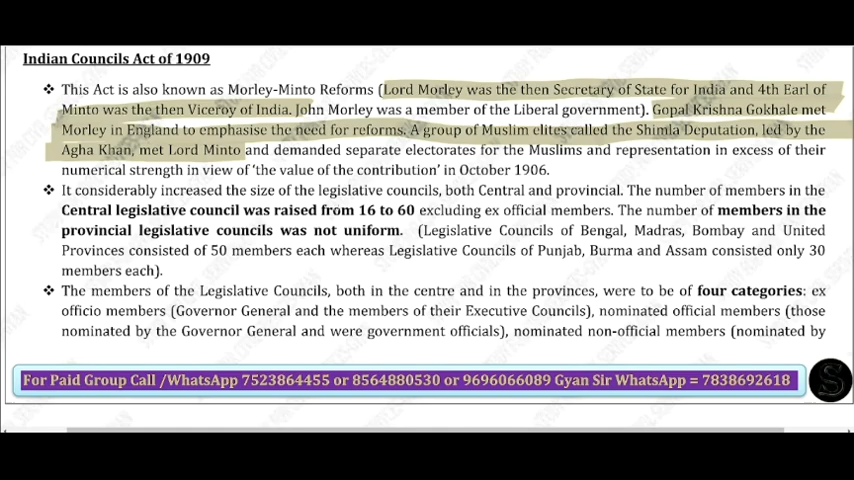 Indian Councils Act of 1909
❖ This Act is also known as Morley-Minto Reforms (Lord Morley was the then Secretary of State for India and 4th Earl of
Minto was the then Viceroy of India. John Morley was a member of the Liberal government). Gopal Krishna Gokhale met
Morley in England to emphasise the need for reforms. A group of Muslim elites called the Shimla Deputation, led by the
Agha Khan, met Lord Minto and demanded separate electorates for the Muslims and representation in excess of their
numerical strength in view of ‘the value of the contribution’ in October 1906.
❖ It considerably increased the size of the legislative councils, both Central and provincial. The number of members in the
Central legislative council was raised from 16 to 60 excluding ex official members. The number of members in the
provincial legislative councils was not uniform. (Legislative Councils of Bengal, Madras, Bombay and United
Provinces consisted of 50 members each whereas Legislative Councils of Punjab, Burma and Assam consisted only 30
members each).
❖ The members of the Legislative Councils, both in the centre and in the provinces, were to be of four categories: ex
officio members (Governor General and the members of their Executive Councils), nominated official members (those
nominated by the Governor General and were government officials), nominated non-official members (nominated by
For Paid Group Call /WhatsApp 7523864455 or 8564880530 or 9696066089 Gyan Sir WhatsApp = 7838692618
S